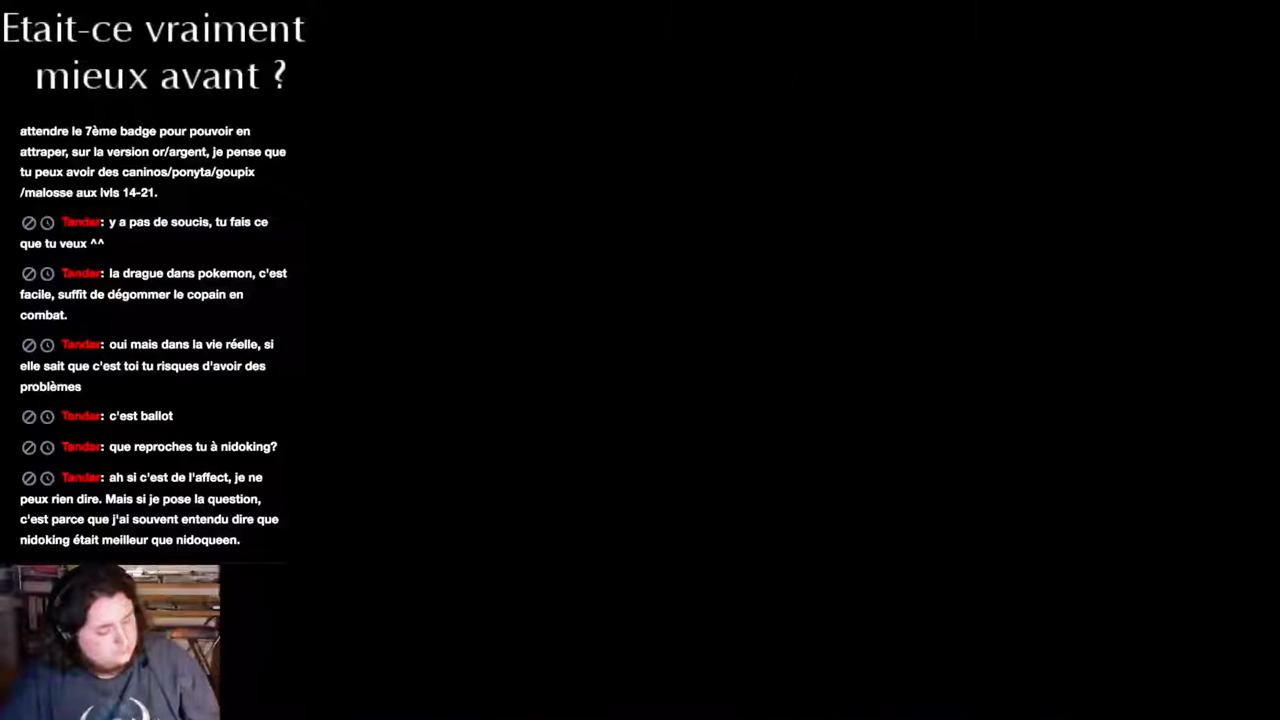 Etait-ce vraiment
mieux avant ?
attendre le 7ème badge pour pouvoir en
attraper, sur la version or/argent, je pense que
tu peux avoir des caninos/ponyta/goupix
/malosse aux lvls 14-21.
Tandar: y a pas de soucis, tu fais ce
que tu veux ^^
Tandar: la drague dans pokemon, c'est
facile, suffit de dégommer le copain en
combat.
Tandar: oui mais dans la vie réelle, si
elle sait que c'est toi tu risques d'avoir des
problèmes
Tandar: c'est ballot
Tandar: que reproches tu à nidoking?
Tandar: ah si c'est de l'affect, je ne
peux rien dire. Mais si je pose la question,
c'est parce que j'ai souvent entendu dire que
nidoking était meilleur que nidoqueen.